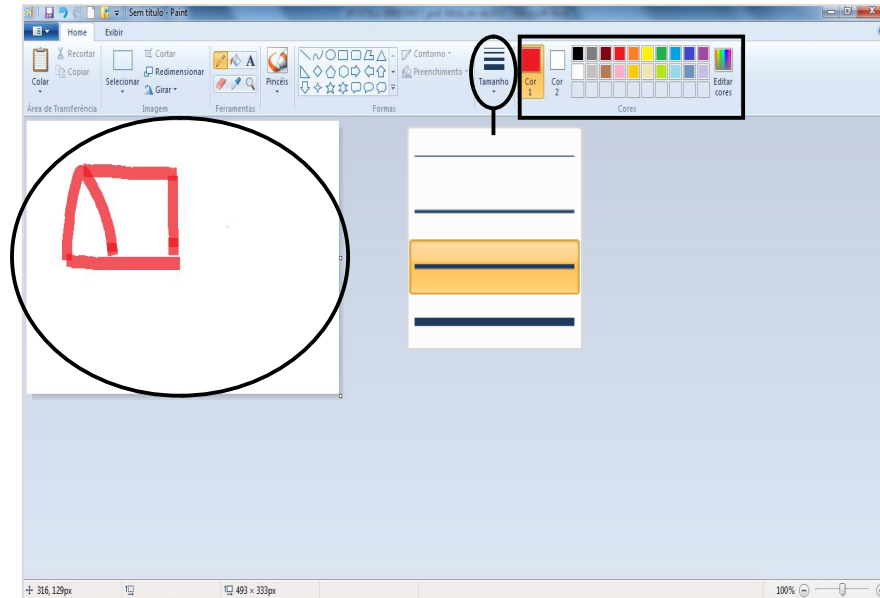 Sem título - Paint
Home Exibir
Colar
Recortar
Copiar
Área de Transferência
Selecionar
Cortar
Redimensionar
Girar
Imagem
A
Ferramentas
Pincéis
Formas
Contorno
Preenchimento
Tamanho
Cor
1
Cor
2
Editar
cores
Cores
316, 129px
493 × 333px
100%